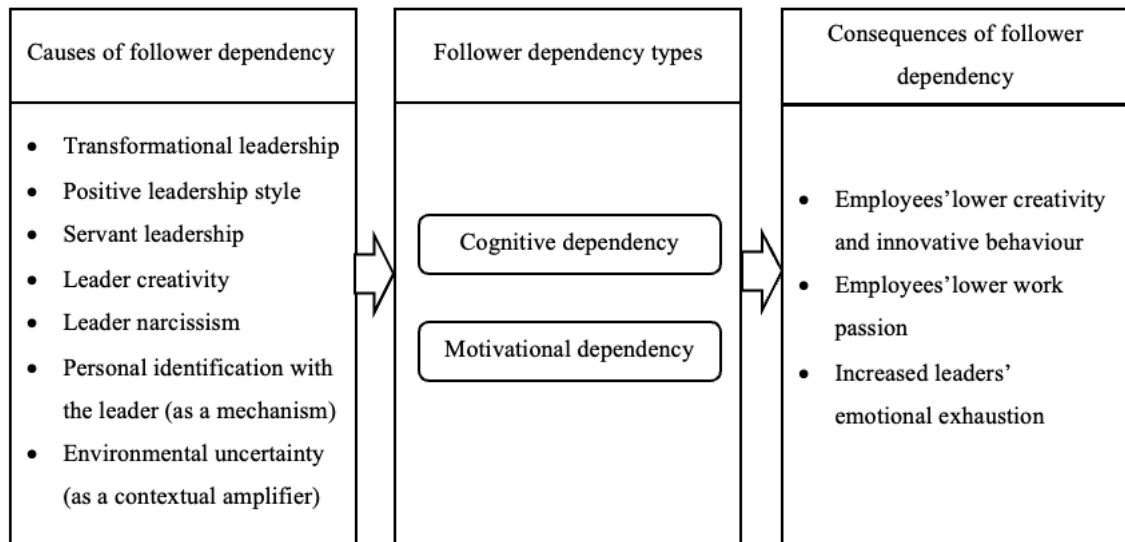 Causes of follower dependency
• Transformational leadership
• Positive leadership style
• Servant leadership
• Leader creativity
• Leader narcissism
• Personal identification with
the leader (as a mechanism)
• Environmental uncertainty
(as a contextual amplifier)
Follower dependency types
Cognitive dependency
Motivational dependency
Consequences of follower
dependency
• Employees’lower creativity
and innovative behaviour
• Employees’lower work
passion
• Increased leaders’
emotional exhaustion